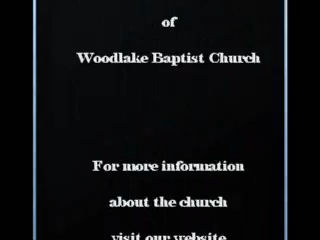 of
Woodlake Baptist Church
For more information
about the church
visit our website